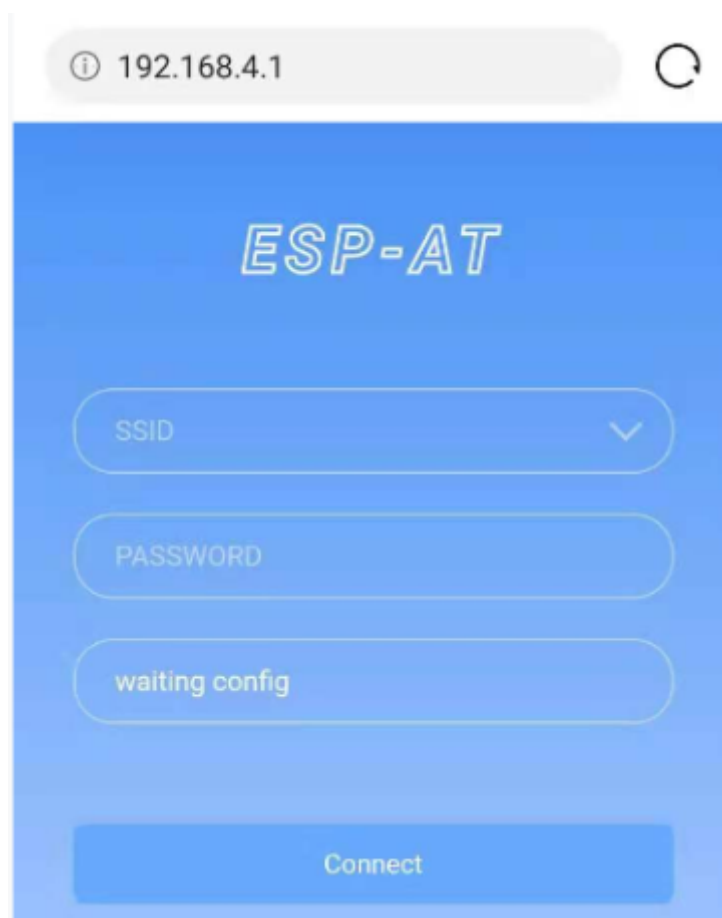 192.168.4.1
ESP-AT
SSID
PASSWORD
waiting config
Connect